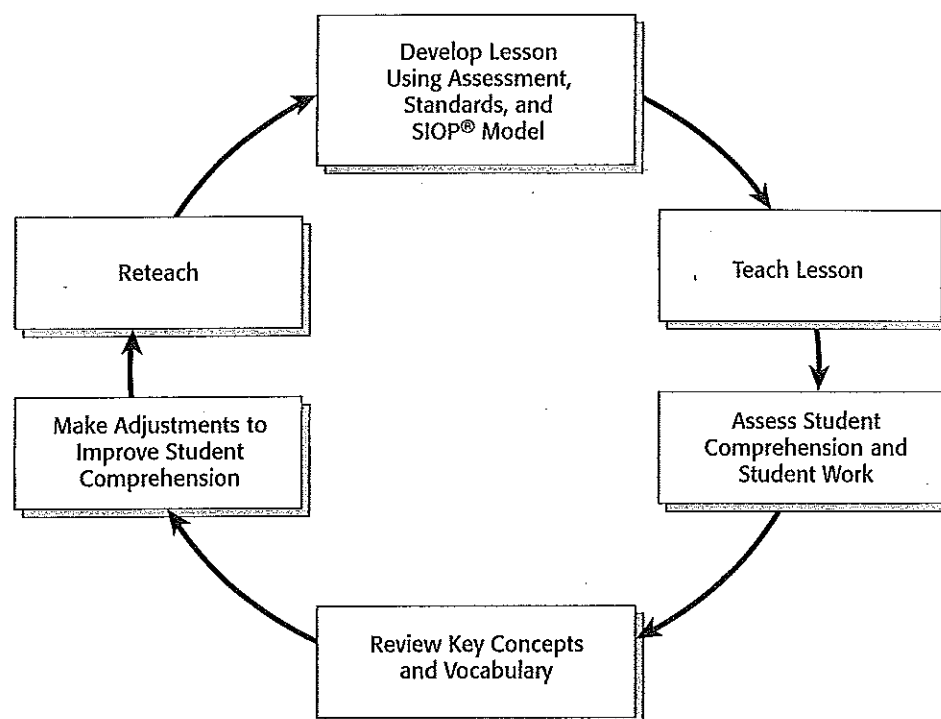 Develop Lesson
Using Assessment,
Standards, and
SIOP® Model
Teach Lesson
Assess Student
Comprehension and
Student Work
Review Key Concepts
and Vocabulary
Make Adjustments to
Improve Student
Comprehension
Reteach